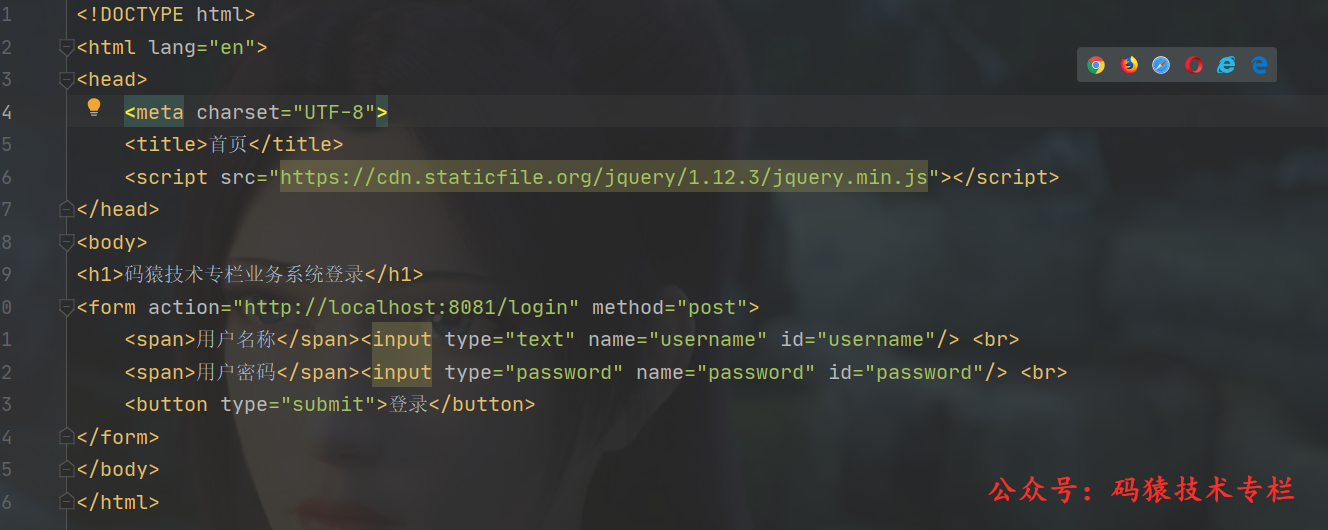 1 <!DOCTYPE html>
2 <html lang="en">
3 <head>
4     <meta charset="UTF-8">
5     <title>首页</title>
6     <script src="https://cdn.staticfile.org/jquery/1.12.3/jquery.min.js"></script>
7 </head>
8 <body>
9 <h1>码猿技术专栏业务系统登录</h1>
0 <form action="http://localhost:8081/login" method="post">
1     <span>用户名称</span><input type="text" name="username" id="username"/> <br>
2     <span>用户密码</span><input type="password" name="password" id="password"/> <br>
3     <button type="submit">登录</button>
4 </form>
5 </body>
6 </html>
公众号：码猿技术专栏